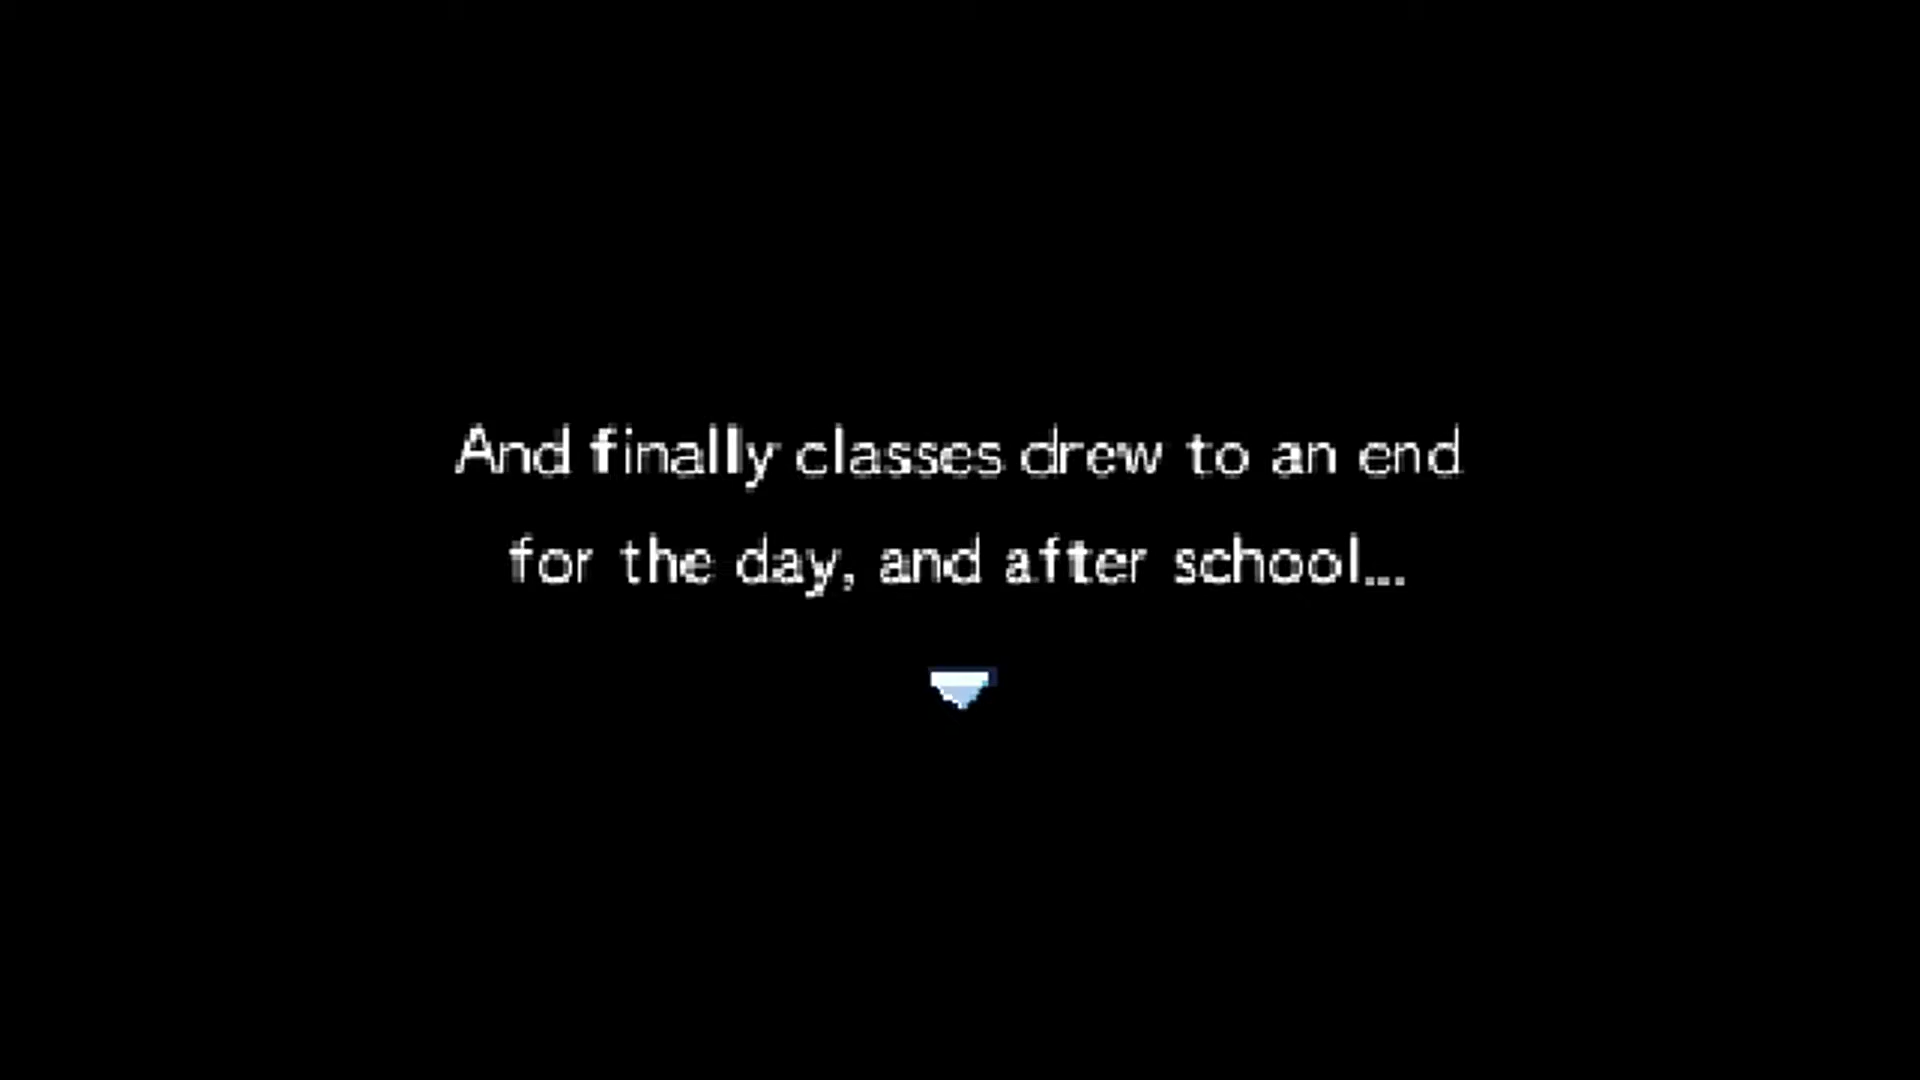 And finally classes drew to an end
for the day, and after school...